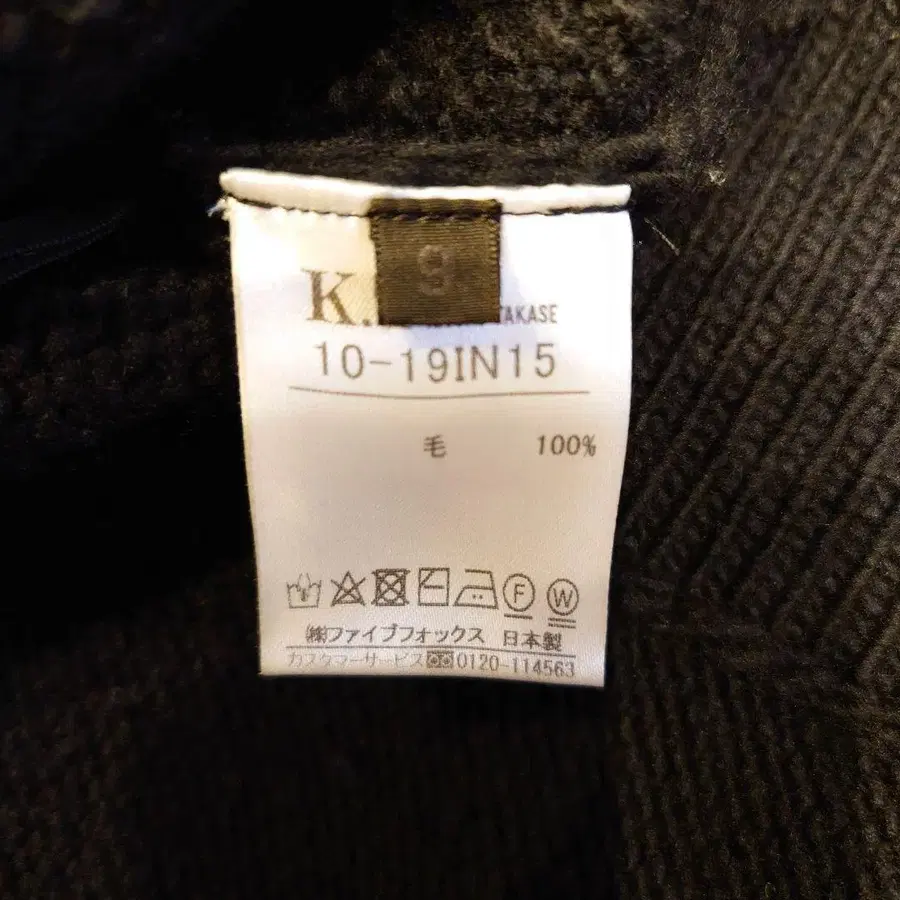 9
K. TAKASE
10-19IN15
毛 100%
F W
㈱ファイブフォックス 日本製
カスタマーサービス 0120-114563